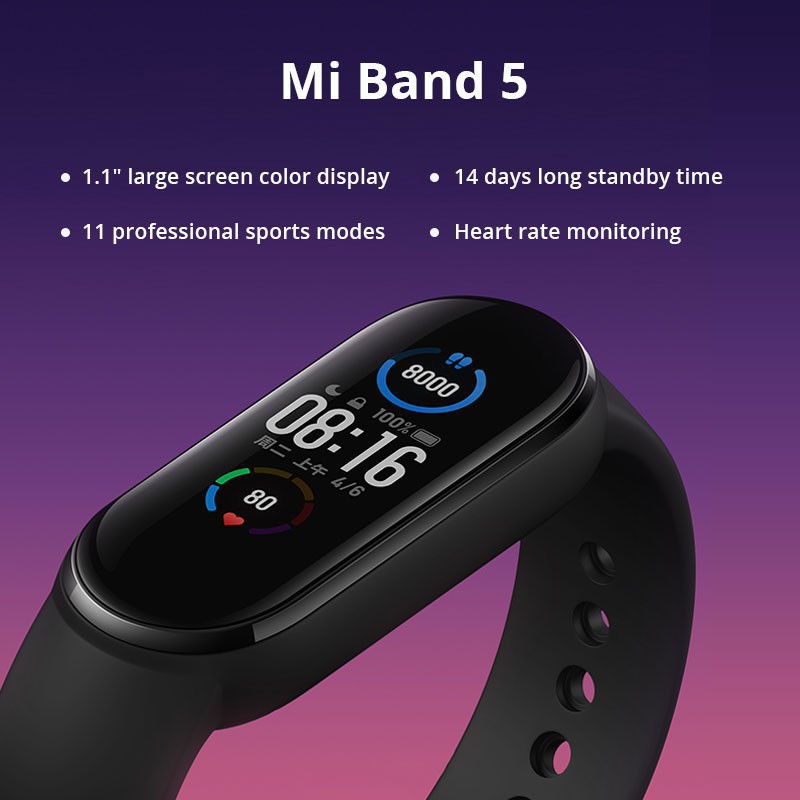 Mi Band 5
• 1.1" large screen color display
• 14 days long standby time
• 11 professional sports modes
• Heart rate monitoring
8000
100%
08:16
周二 上午 4/6
80